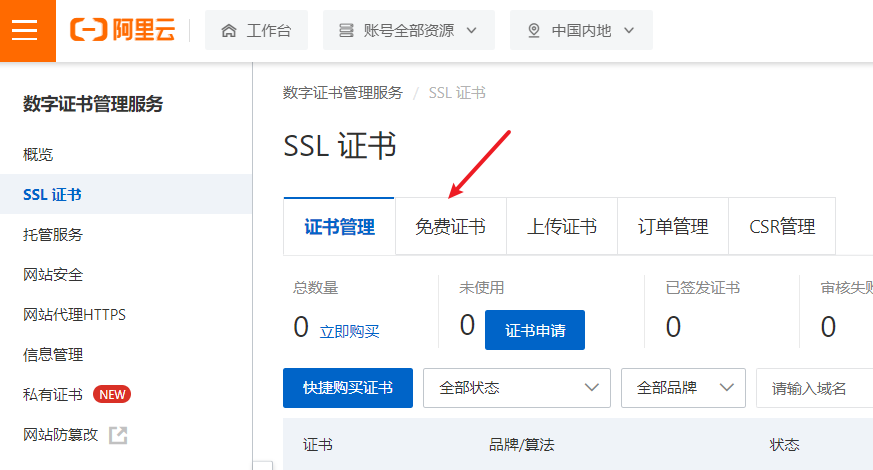 阿里云 工作台 账号全部资源 中国内地
数字证书管理服务
概览
SSL 证书
托管服务
网站安全
网站代理HTTPS
信息管理
私有证书 NEW
网站防篡改
数字证书管理服务 / SSL 证书
SSL 证书
证书管理 免费证书 上传证书 订单管理 CSR管理
总数量 未使用 已签发证书 审核失败
0 立即购买 0 证书申请 0 0
快捷购买证书 全部状态 全部品牌 请输入域名
证书 品牌/算法 状态